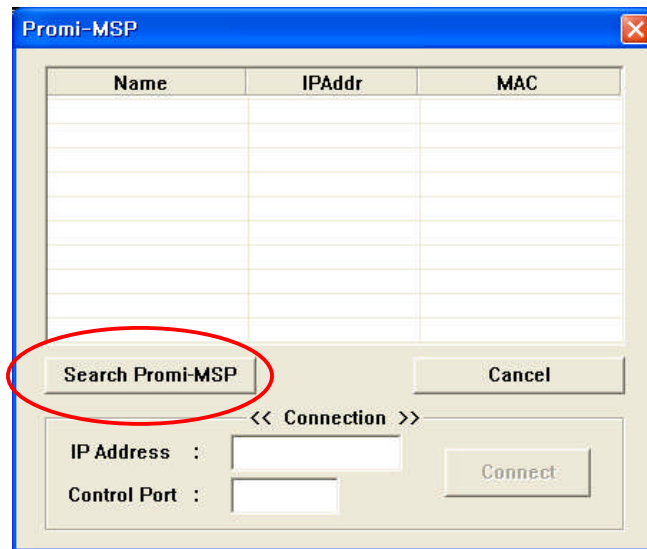 Promi-MSP
Name IPAddr MAC
Search Promi-MSP Cancel
<< Connection >>
IP Address :
Connect
Control Port :